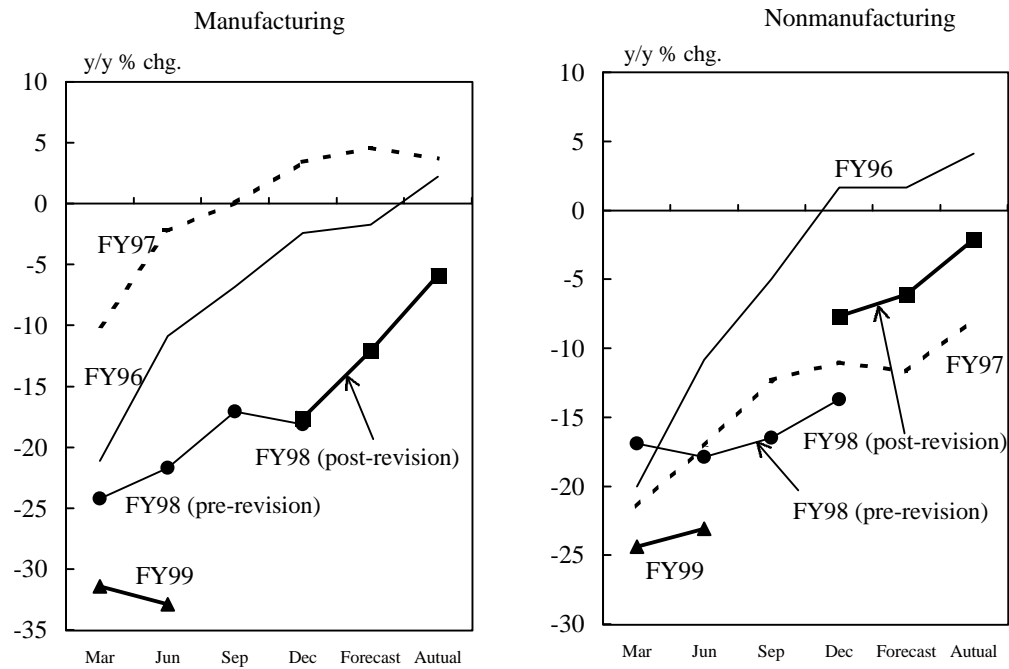 Manufacturing
y/y % chg.
10
5
0
-5
-10
-15
-20
-25
-30
-35
FY97
FY96
FY98 (post-revision)
FY98 (pre-revision)
FY99
Mar Jun Sep Dec Forecast Autual
Nonmanufacturing
y/y % chg.
10
5
0
-5
-10
-15
-20
-25
-30
FY96
FY97
FY98 (post-revision)
FY98 (pre-revision)
FY99
Mar Jun Sep Dec Forecast Autual